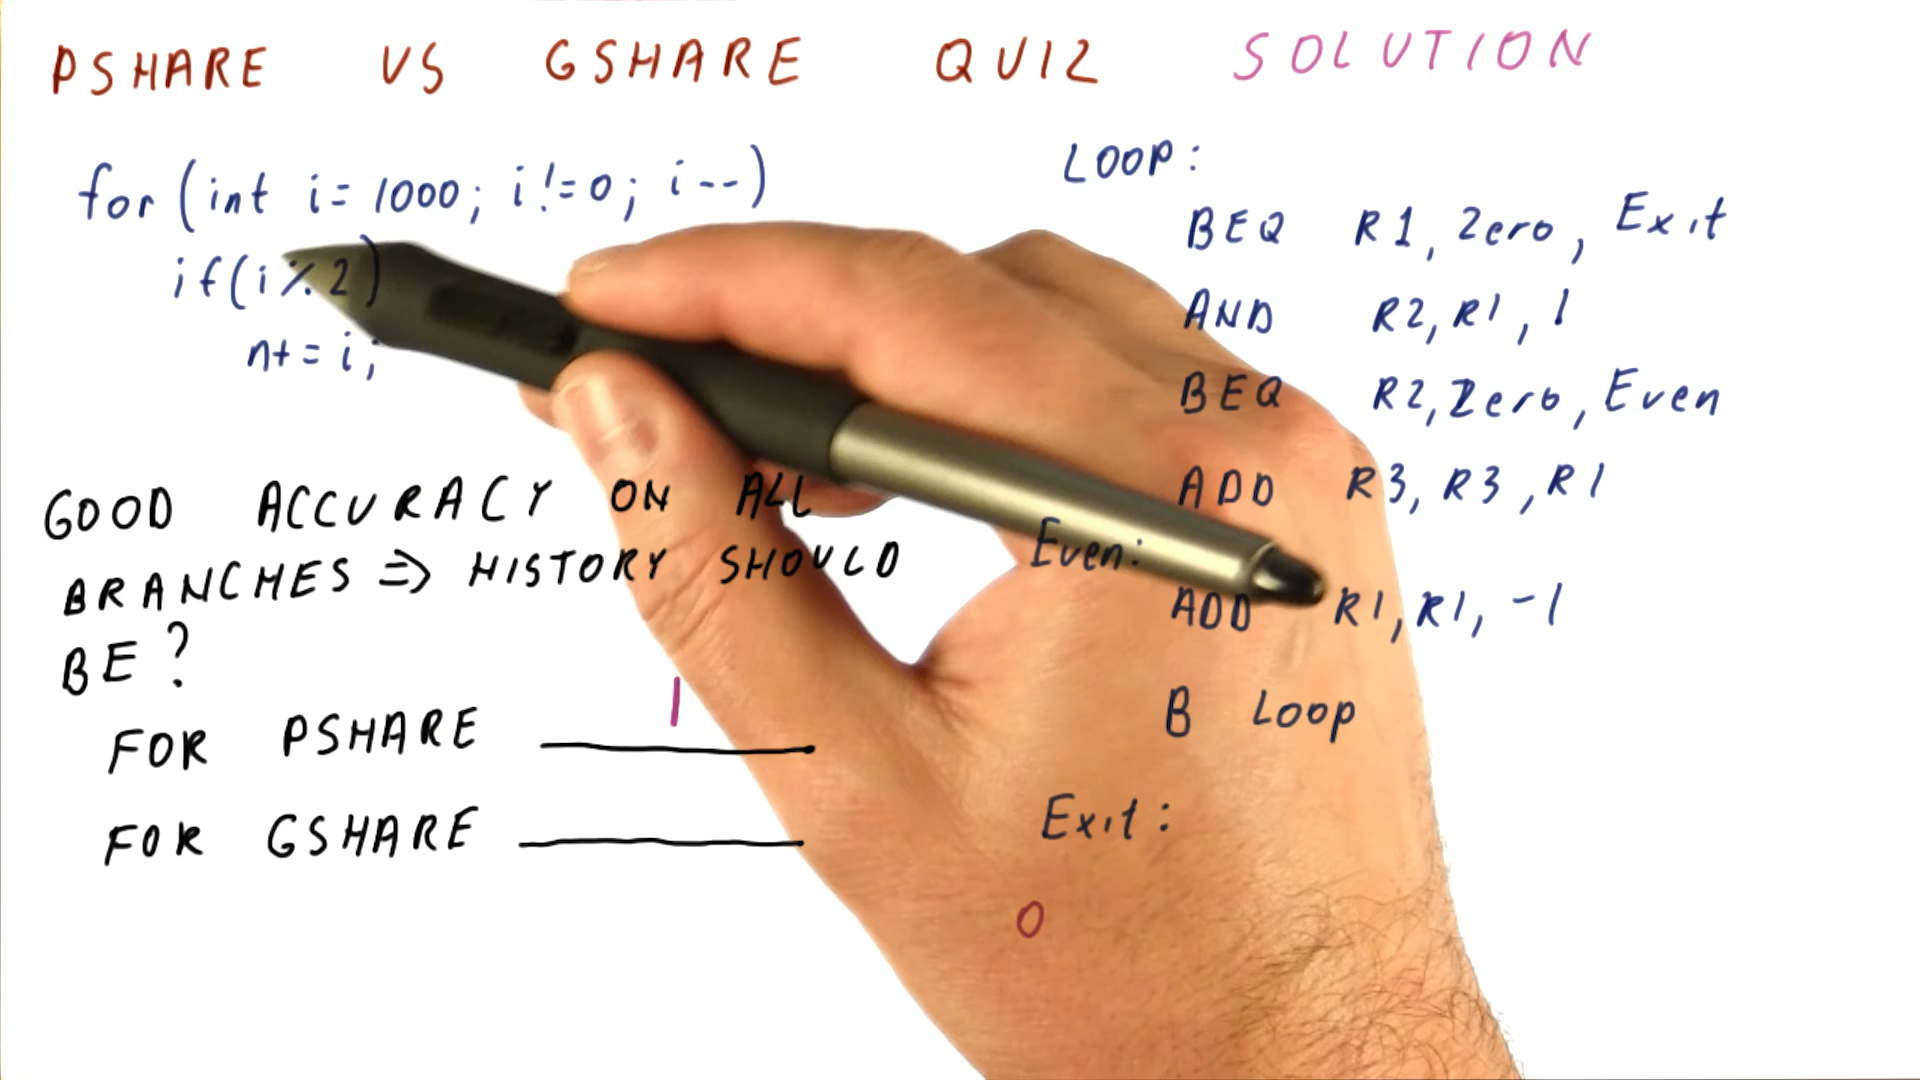 PSHARE VS GSHARE QUIZ SOLUTION
for (int i= 1000; i!=0; i--)
if(i%2)
n+=i;
GOOD ACCURACY ON ALL
BRANCHES => HISTORY SHOULD
BE?
FOR PSHARE 1
FOR GSHARE
LOOP:
BEQ R1, Zero, Exit
AND R2, R1, 1
BEQ R2, Zero, Even
ADD R3, R3, R1
Even:
ADD R1, R1, -1
B Loop
Exit:
0